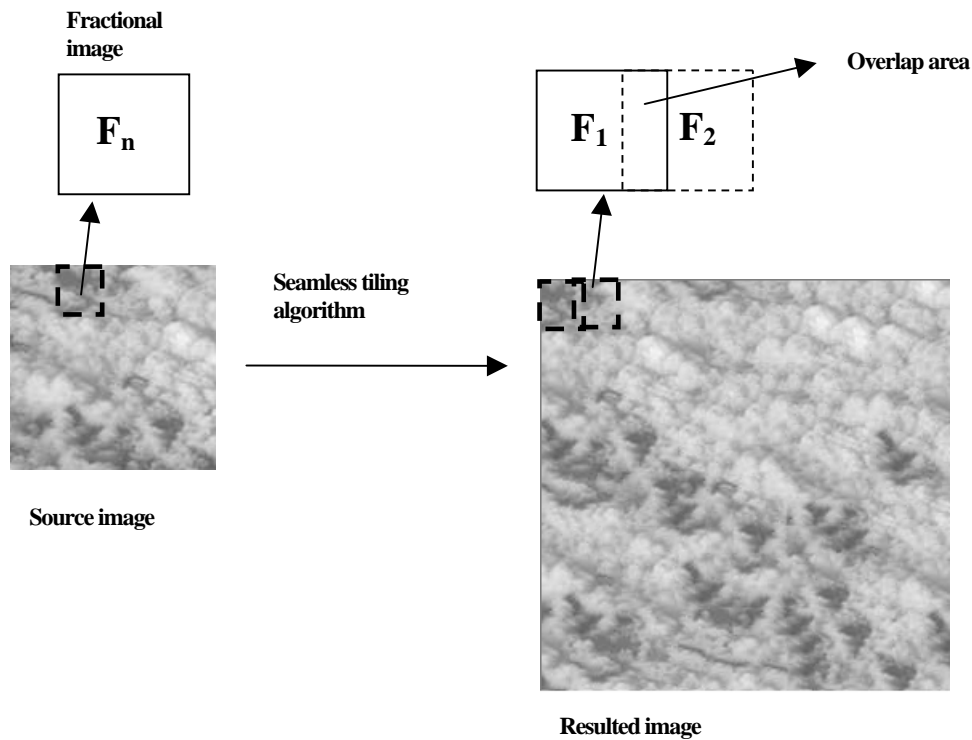 Fractional
image
Overlap area
Fn
F1
F2
Seamless tiling
algorithm
Source image
Resulted image